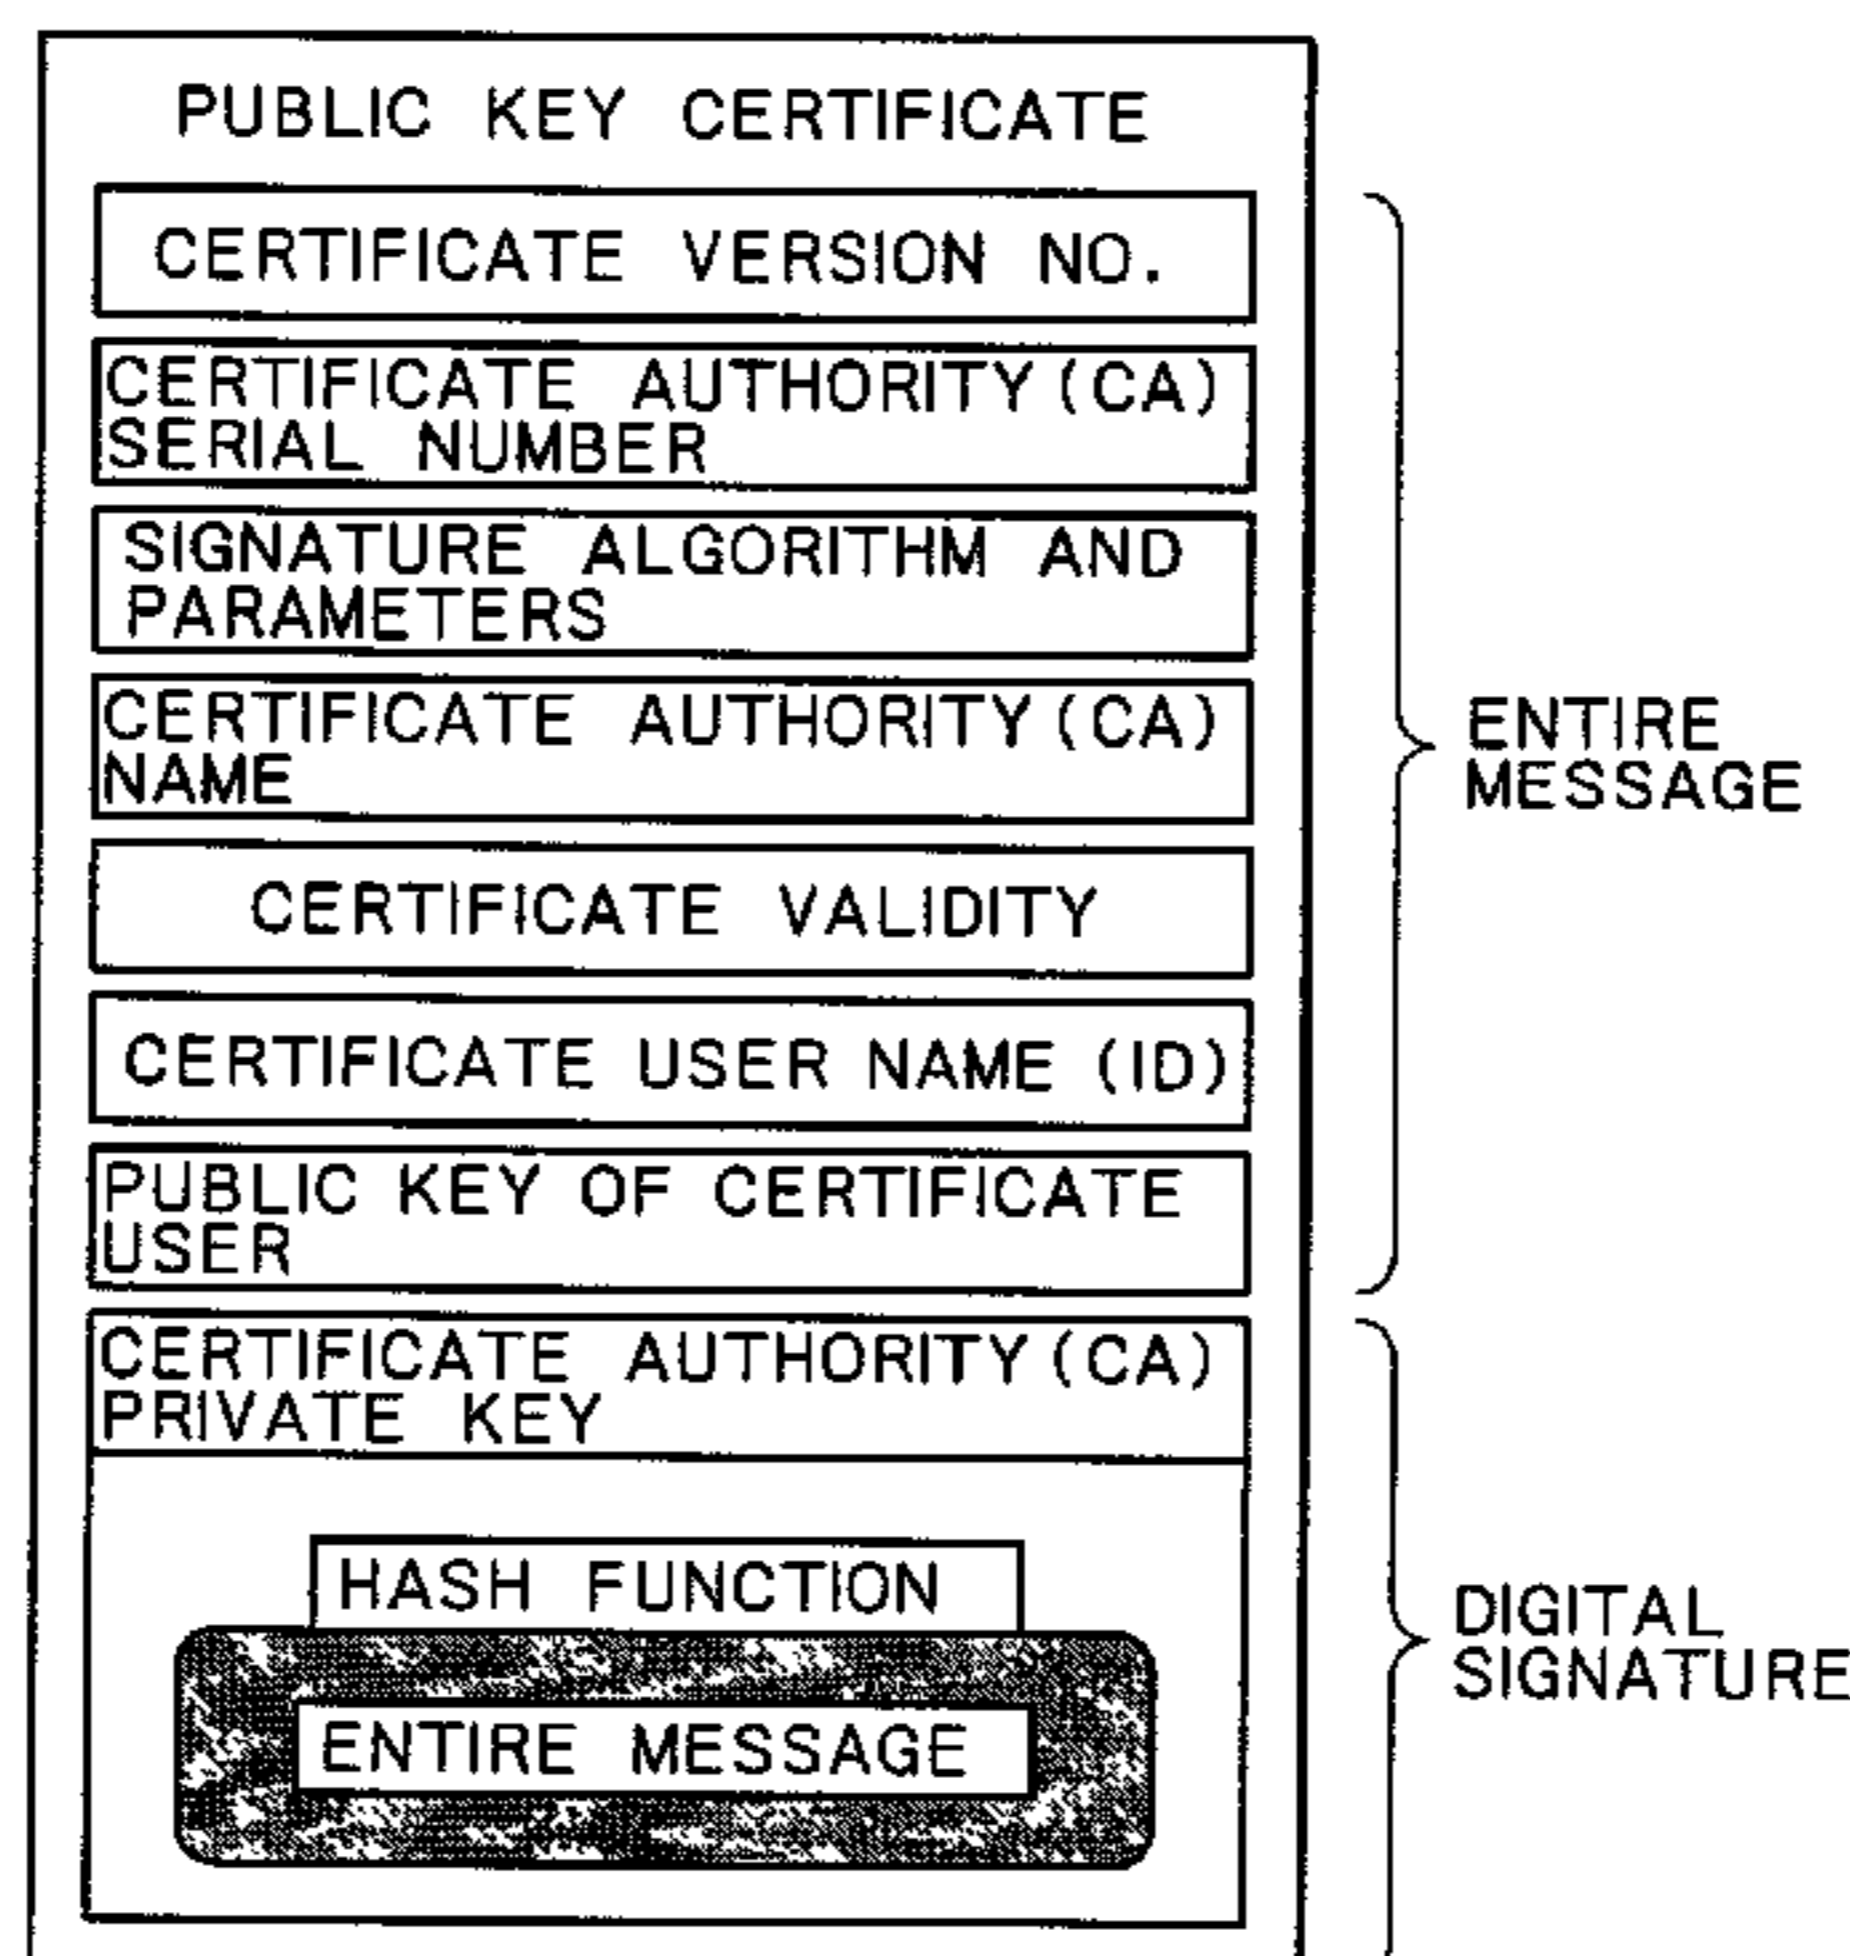 PUBLIC KEY CERTIFICATE
CERTIFICATE VERSION NO.
CERTIFICATE AUTHORITY(CA)
SERIAL NUMBER
SIGNATURE ALGORITHM AND
PARAMETERS
CERTIFICATE AUTHORITY(CA)
NAME
CERTIFICATE VALIDITY
CERTIFICATE USER NAME (ID)
PUBLIC KEY OF CERTIFICATE
USER
ENTIRE
MESSAGE
CERTIFICATE AUTHORITY(CA)
PRIVATE KEY
HASH FUNCTION
ENTIRE MESSAGE
DIGITAL
SIGNATURE